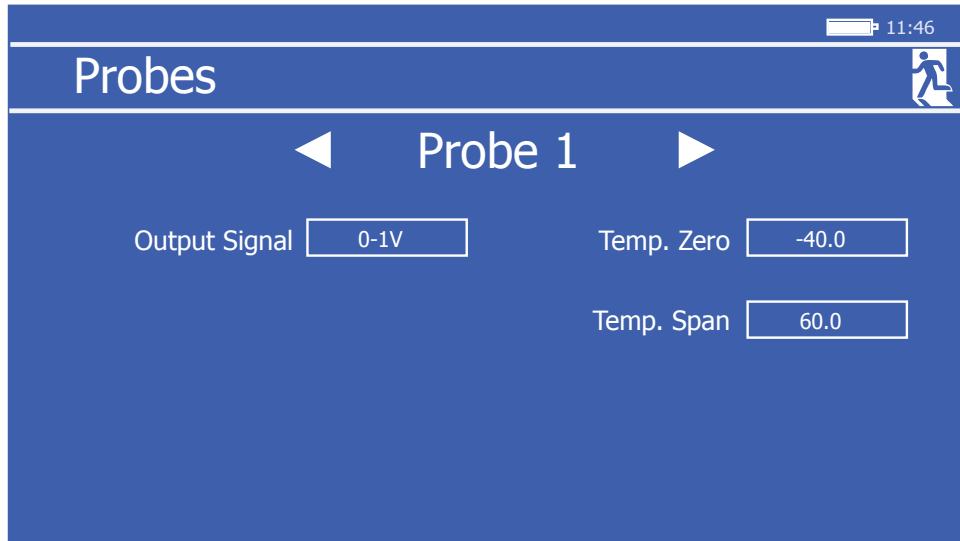 11:46
Probes
Probe 1
Output Signal 0-1V Temp. Zero -40.0
Temp. Span 60.0